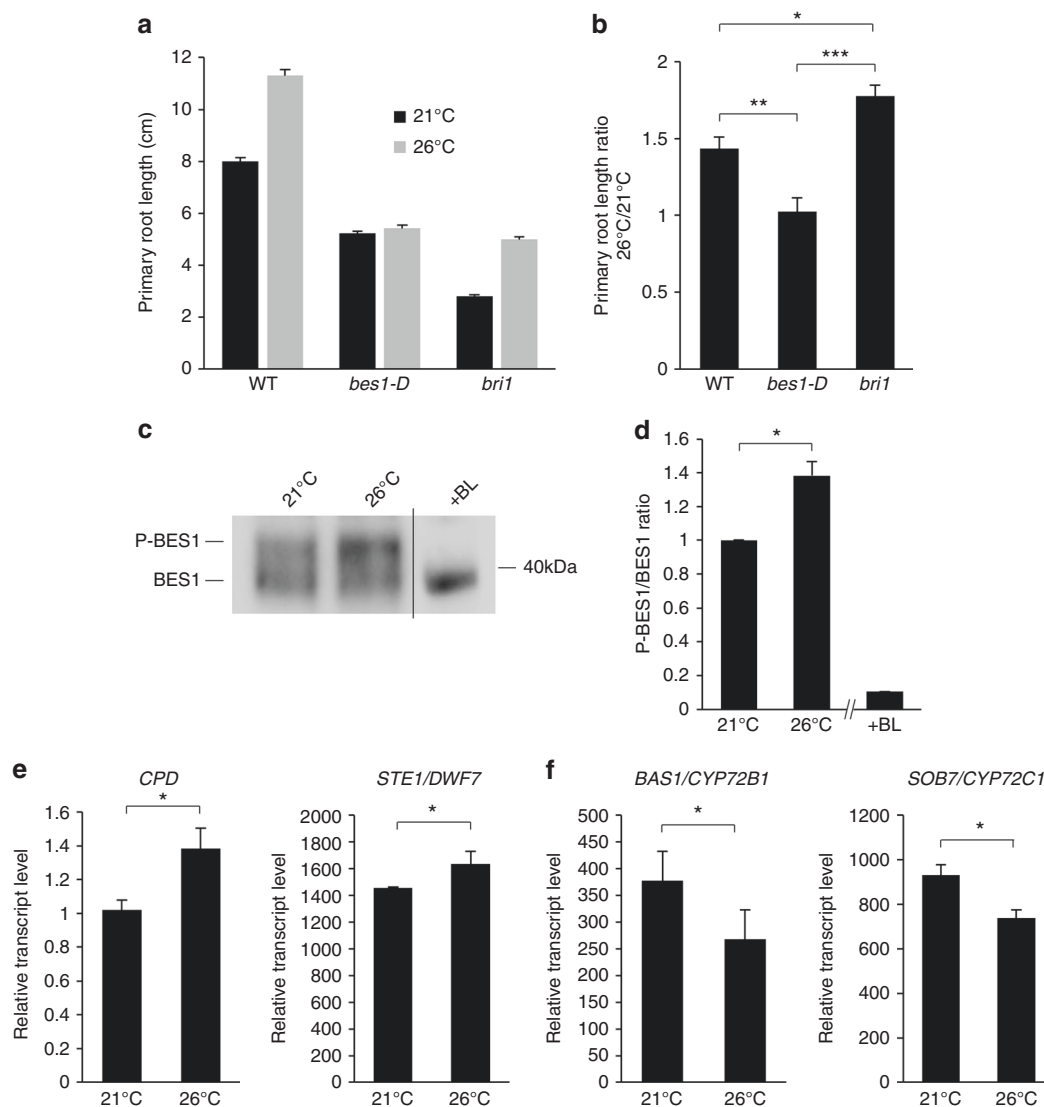 a
12
10
8
6
4
2
0
Primary root length (cm)
21°C
26°C
WT
bes1-D
bri1
b
2
1.5
1
0.5
0
Primary root length ratio
26°C/21°C
*
**
***
WT
bes1-D
bri1
c
21°C
26°C
+BL
P-BES1
BES1
40kDa
d
1.6
1.4
1.2
1
0.8
0.6
0.4
0.2
0
P-BES1/BES1 ratio
*
21°C
26°C
//
+BL
e
CPD
*
1.6
1.4
1.2
1
0.8
0.6
0.4
0.2
0
Relative transcript level
21°C
26°C
STE1/DWF7
*
2000
1800
1600
1400
1200
1000
800
600
400
200
0
Relative transcript level
21°C
26°C
f
BAS1/CYP72B1
*
500
450
400
350
300
250
200
150
100
50
0
Relative transcript level
21°C
26°C
SOB7/CYP72C1
*
1200
1000
800
600
400
200
0
Relative transcript level
21°C
26°C